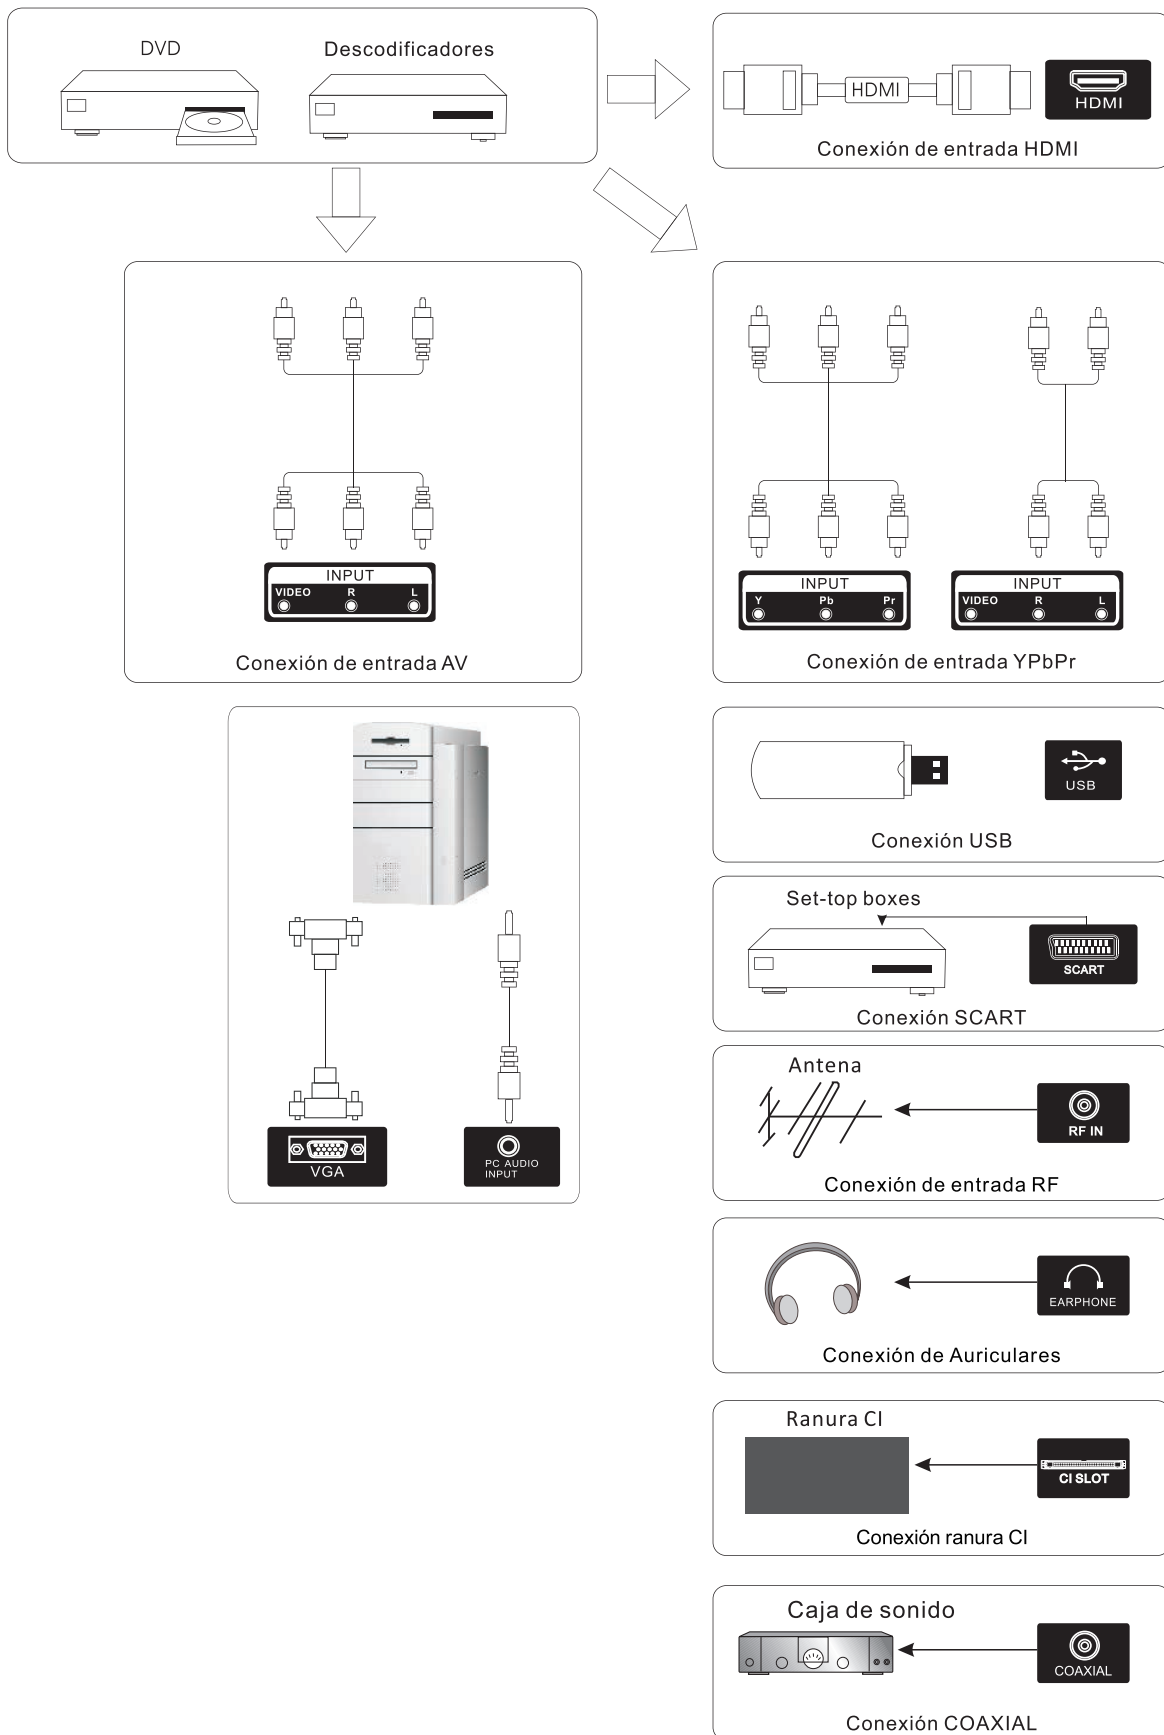 DVD
Descodificadores
HDMI
HDMI
Conexión de entrada HDMI
INPUT
VIDEO R L
Conexión de entrada AV
INPUT
Y Pb Pr
INPUT
VIDEO R L
Conexión de entrada YPbPr
VGA
PC AUDIO
INPUT
USB
Conexión USB
Set-top boxes
SCART
Conexión SCART
Antena
RF IN
Conexión de entrada RF
EARPHONE
Conexión de Auriculares
Ranura CI
CI SLOT
Conexión ranura CI
Caja de sonido
COAXIAL
Conexión COAXIAL